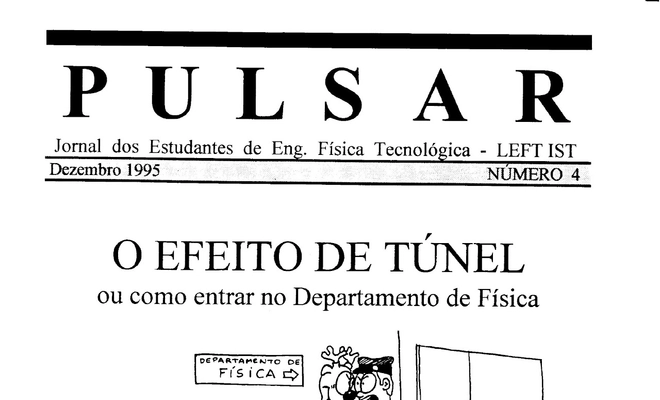 PULSAR
Jornal dos Estudantes de Eng. Física Tecnológica - LEFT IST
Dezembro 1995 NÚMERO 4
O EFEITO DE TÚNEL
ou como entrar no Departamento de Física
DEPARTAMENTO DE
FÍSICA